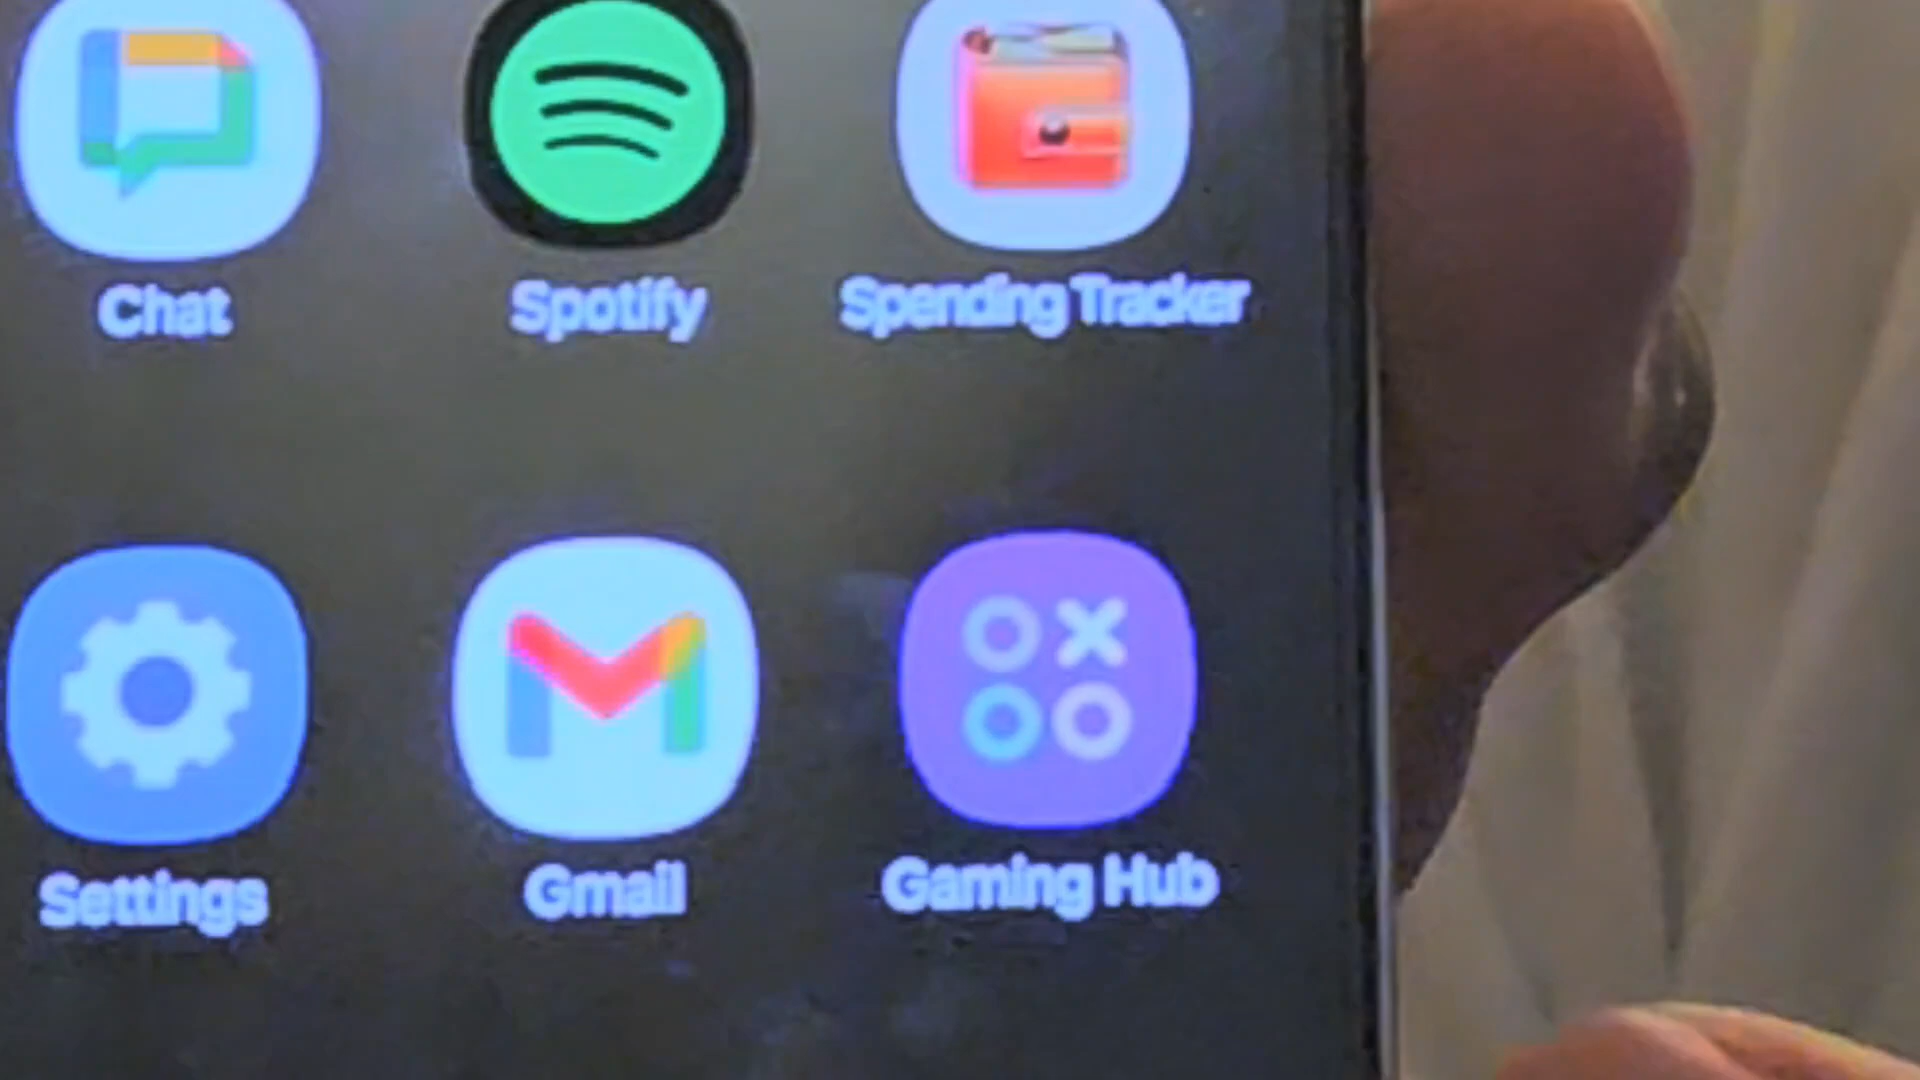 Chat
Spotify
Spending Tracker
Settings
Gmail
Gaming Hub